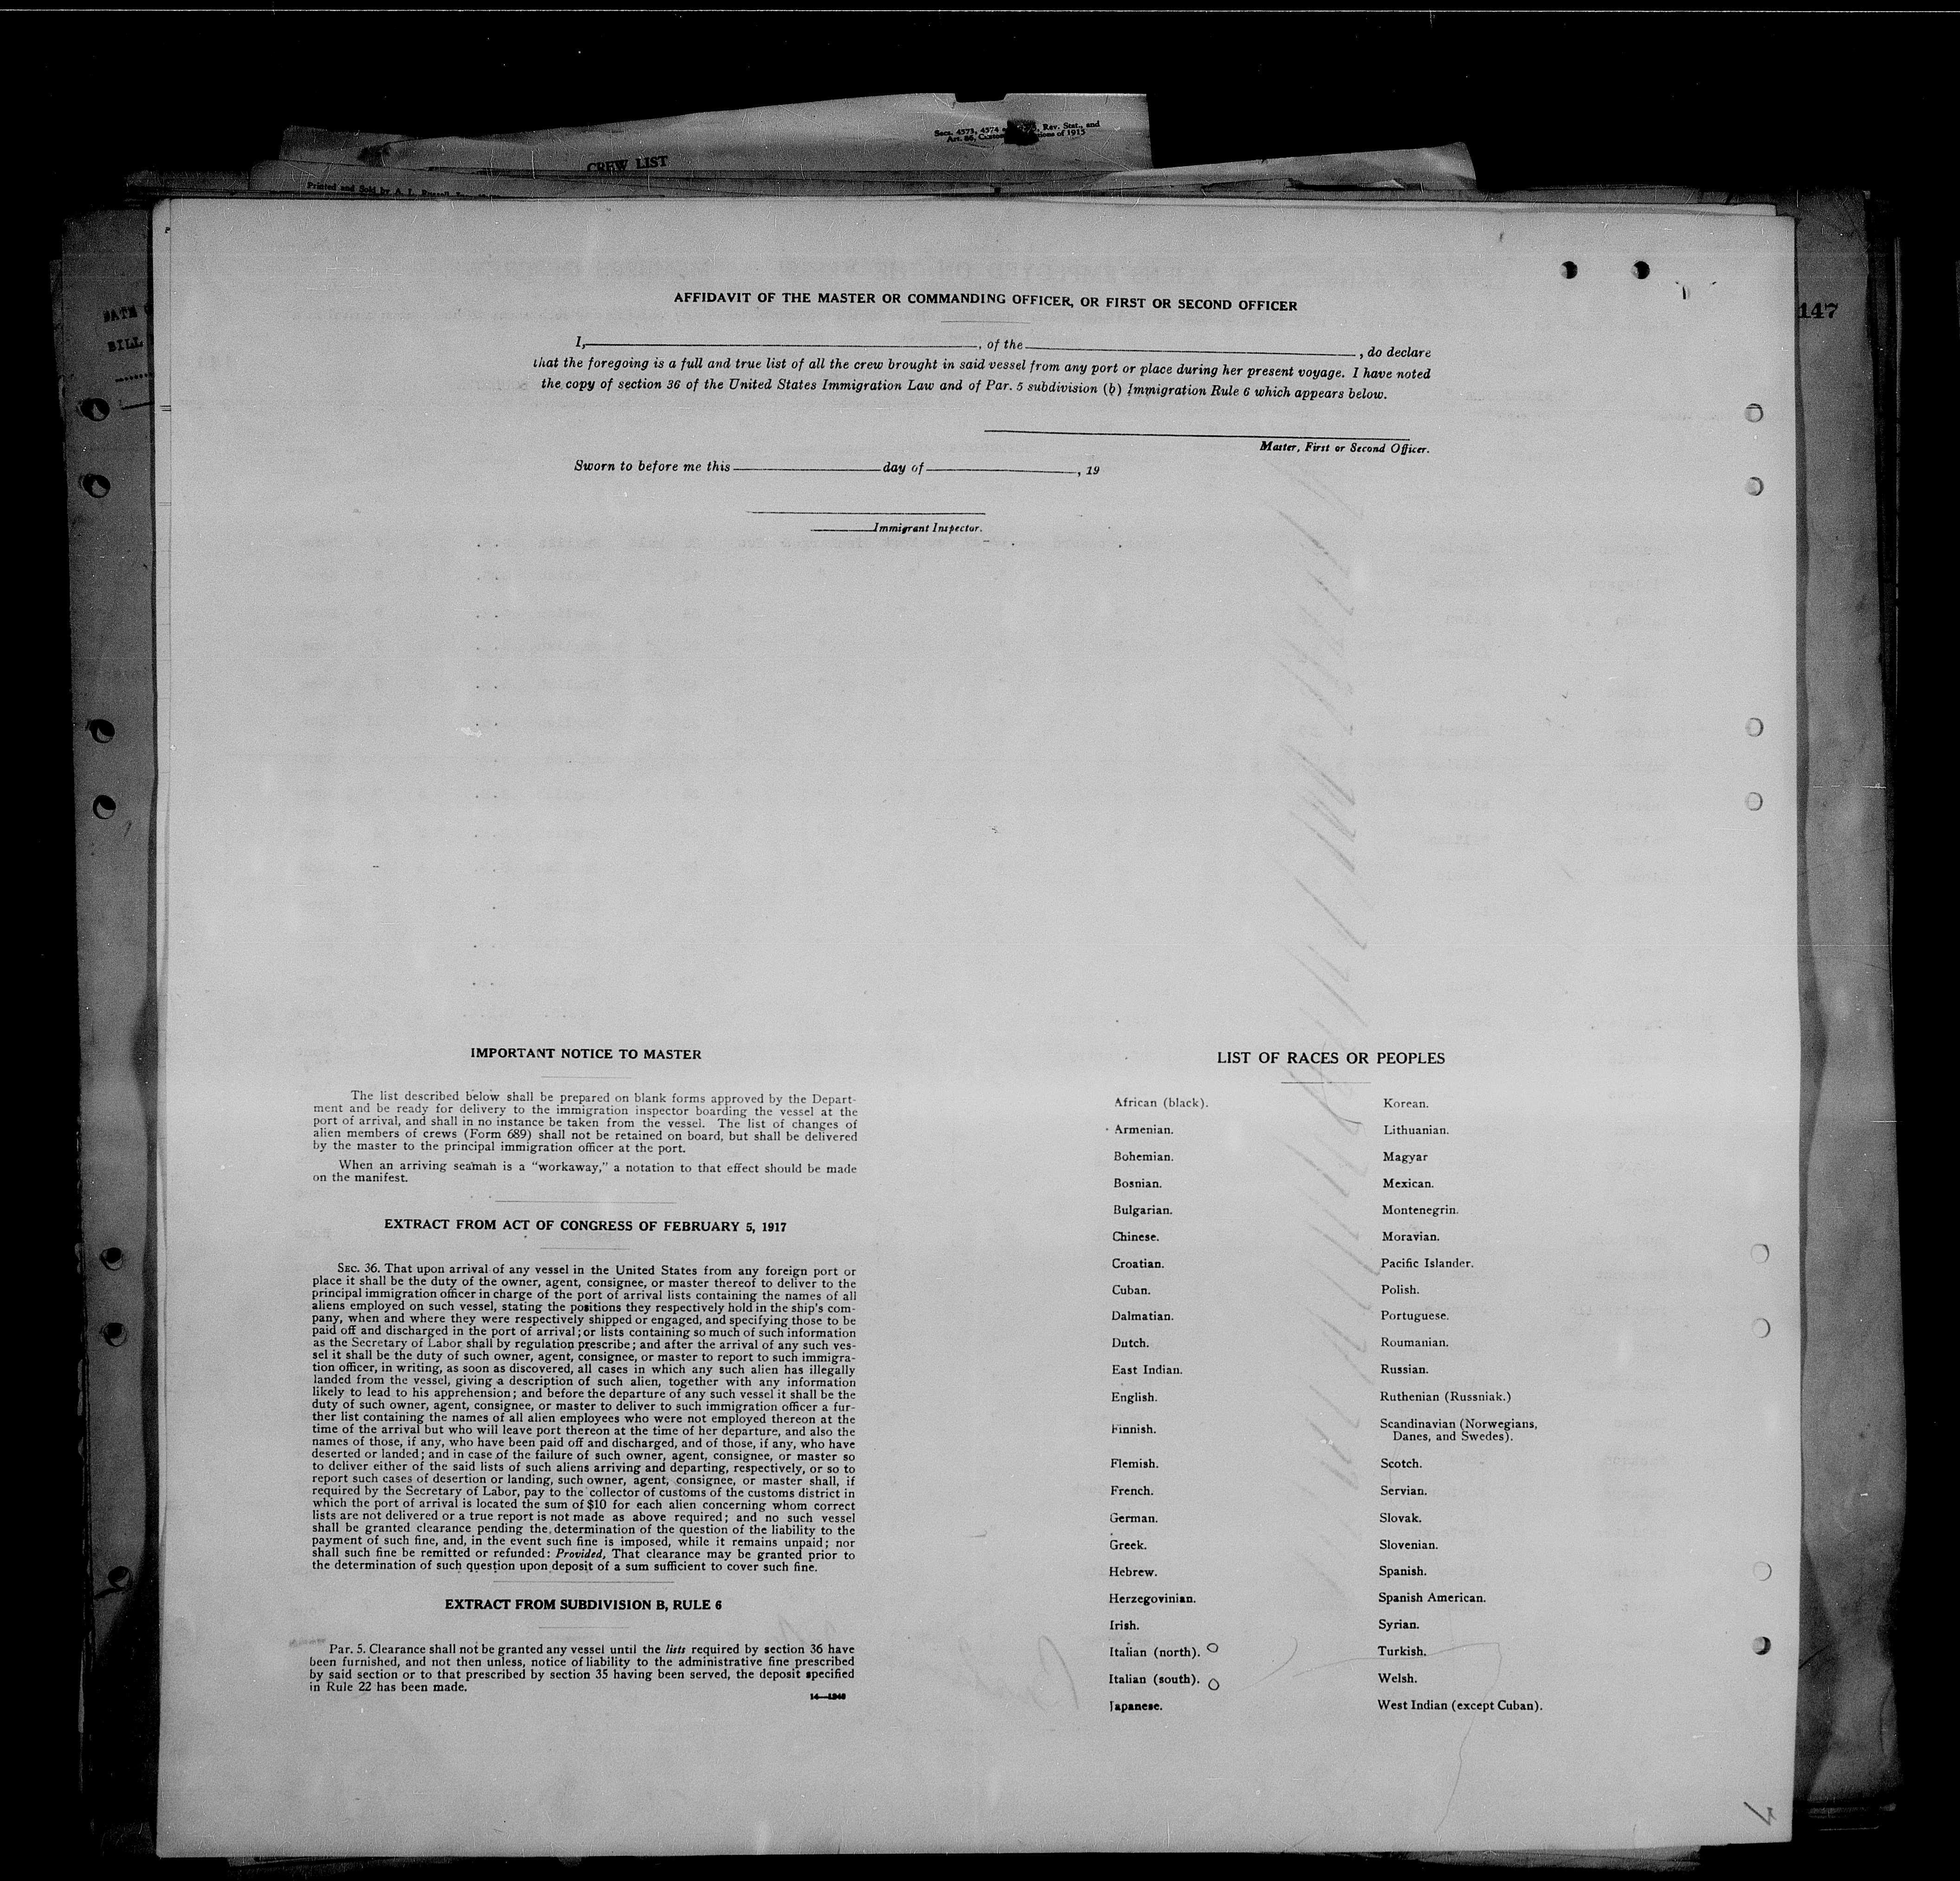 Secs. 4573, 4574 Rev. Stat., and
Art. 86, of 1915
CREW LIST
Printed and Sold by A. L.
DATE
BILL
147
AFFIDAVIT OF THE MASTER OR COMMANDING OFFICER, OR FIRST OR SECOND OFFICER
I, , of the , do declare
that the foregoing is a full and true list of all the crew brought in said vessel from any port or place during her present voyage. I have noted
the copy of section 36 of the United States Immigration Law and of Par. 5 subdivision (b) Immigration Rule 6 which appears below.
Master, First or Second Officer.
Sworn to before me this day of , 19
Immigrant Inspector.
IMPORTANT NOTICE TO MASTER
The list described below shall be prepared on blank forms approved by the Depart-
ment and be ready for delivery to the immigration inspector boarding the vessel at the
port of arrival, and shall in no instance be taken from the vessel. The list of changes of
alien members of crews (Form 689) shall not be retained on board, but shall be delivered
by the master to the principal immigration officer at the port.
When an arriving seaman is a “workaway,” a notation to that effect should be made
on the manifest.
EXTRACT FROM ACT OF CONGRESS OF FEBRUARY 5, 1917
SEC. 36. That upon arrival of any vessel in the United States from any foreign port or
place it shall be the duty of the owner, agent, consignee, or master thereof to deliver to the
principal immigration officer in charge of the port of arrival lists containing the names of all
aliens employed on such vessel, stating the positions they respectively hold in the ship's com-
pany, when and where they were respectively shipped or engaged, and specifying those to be
paid off and discharged in the port of arrival; or lists containing so much of such information
as the Secretary of Labor shall by regulation prescribe; and after the arrival of any such ves-
sel it shall be the duty of such owner, agent, consignee, or master to report to such immigra-
tion officer, in writing, as soon as discovered, all cases in which any such alien has illegally
landed from the vessel, giving a description of such alien, together with any information
likely to lead to his apprehension; and before the departure of any such vessel it shall be the
duty of such owner, agent, consignee, or master to deliver to such immigration officer a fur-
ther list containing the names of all alien employees who were not employed thereon at the
time of the arrival but who will leave port thereon at the time of her departure, and also the
names of those, if any, who have been paid off and discharged, and of those, if any, who have
deserted or landed; and in case of the failure of such owner, agent, consignee, or master so
to deliver either of the said lists of such aliens arriving and departing, respectively, or so to
report such cases of desertion or landing, such owner, agent, consignee, or master shall, if
required by the Secretary of Labor, pay to the collector of customs of the customs district in
which the port of arrival is located the sum of $10 for each alien concerning whom correct
lists are not delivered or a true report is not made as above required; and no such vessel
shall be granted clearance pending the determination of the question of the liability to the
payment of such fine, and, in the event such fine is imposed, while it remains unpaid; nor
shall such fine be remitted or refunded: Provided, That clearance may be granted prior to
the determination of such question upon deposit of a sum sufficient to cover such fine.
EXTRACT FROM SUBDIVISION B, RULE 6
Par. 5. Clearance shall not be granted any vessel until the lists required by section 36 have
been furnished, and not then unless, notice of liability to the administrative fine prescribed
by said section or to that prescribed by section 35 having been served, the deposit specified
in Rule 22 has been made.
14—1240
LIST OF RACES OR PEOPLES
African (black).
Armenian.
Bohemian.
Bosnian.
Bulgarian.
Chinese.
Croatian.
Cuban.
Dalmatian.
Dutch.
East Indian.
English.
Finnish.
Flemish.
French.
German.
Greek.
Hebrew.
Herzegovinian.
Irish.
Italian (north).
Italian (south).
Japanese.
Korean.
Lithuanian.
Magyar
Mexican.
Montenegrin.
Moravian.
Pacific Islander.
Polish.
Portuguese.
Roumanian.
Russian.
Ruthenian (Russniak.)
Scandinavian (Norwegians,
Danes, and Swedes).
Scotch.
Servian.
Slovak.
Slovenian.
Spanish.
Spanish American.
Syrian.
Turkish.
Welsh.
West Indian (except Cuban).